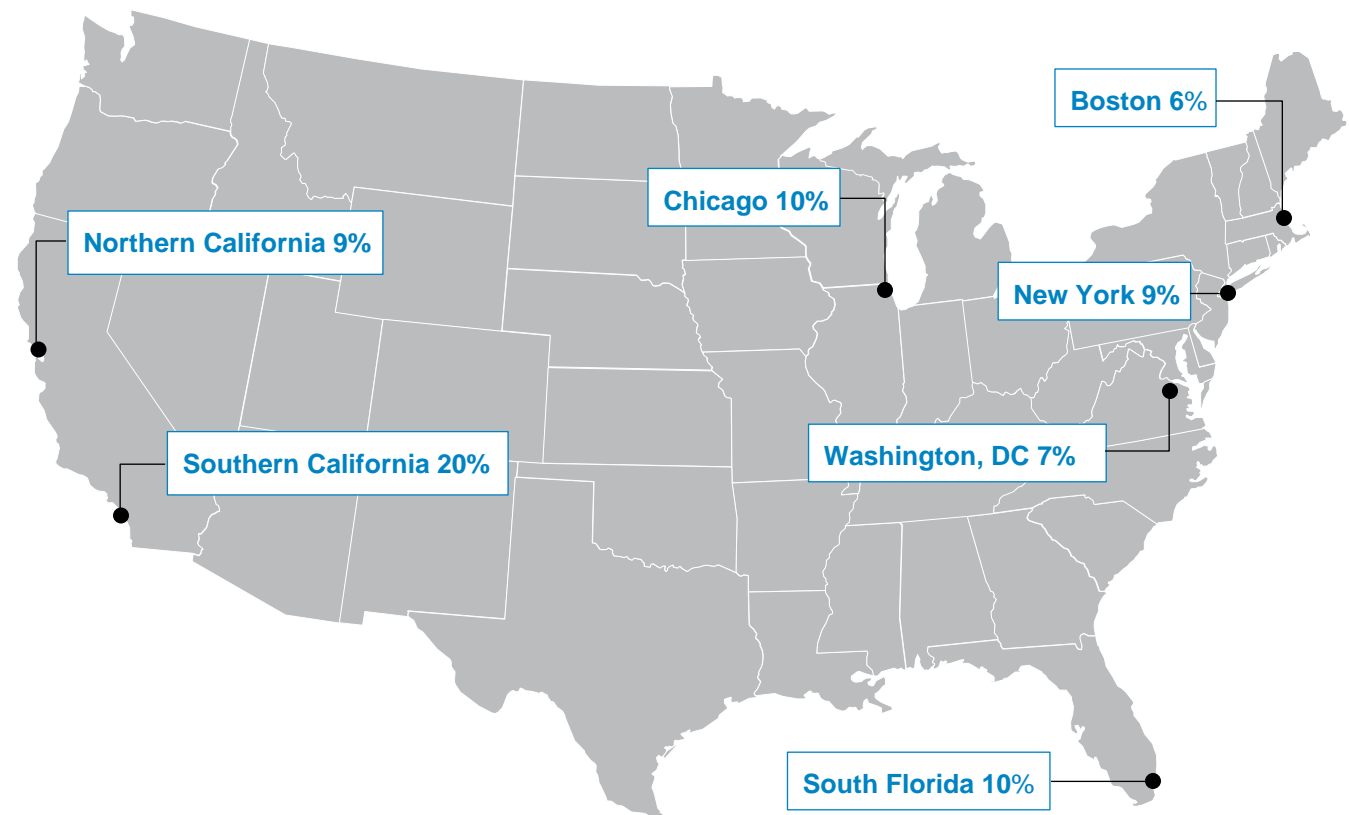 Boston 6%
Chicago 10%
Northern California 9%
New York 9%
Washington, DC 7%
Southern California 20%
South Florida 10%